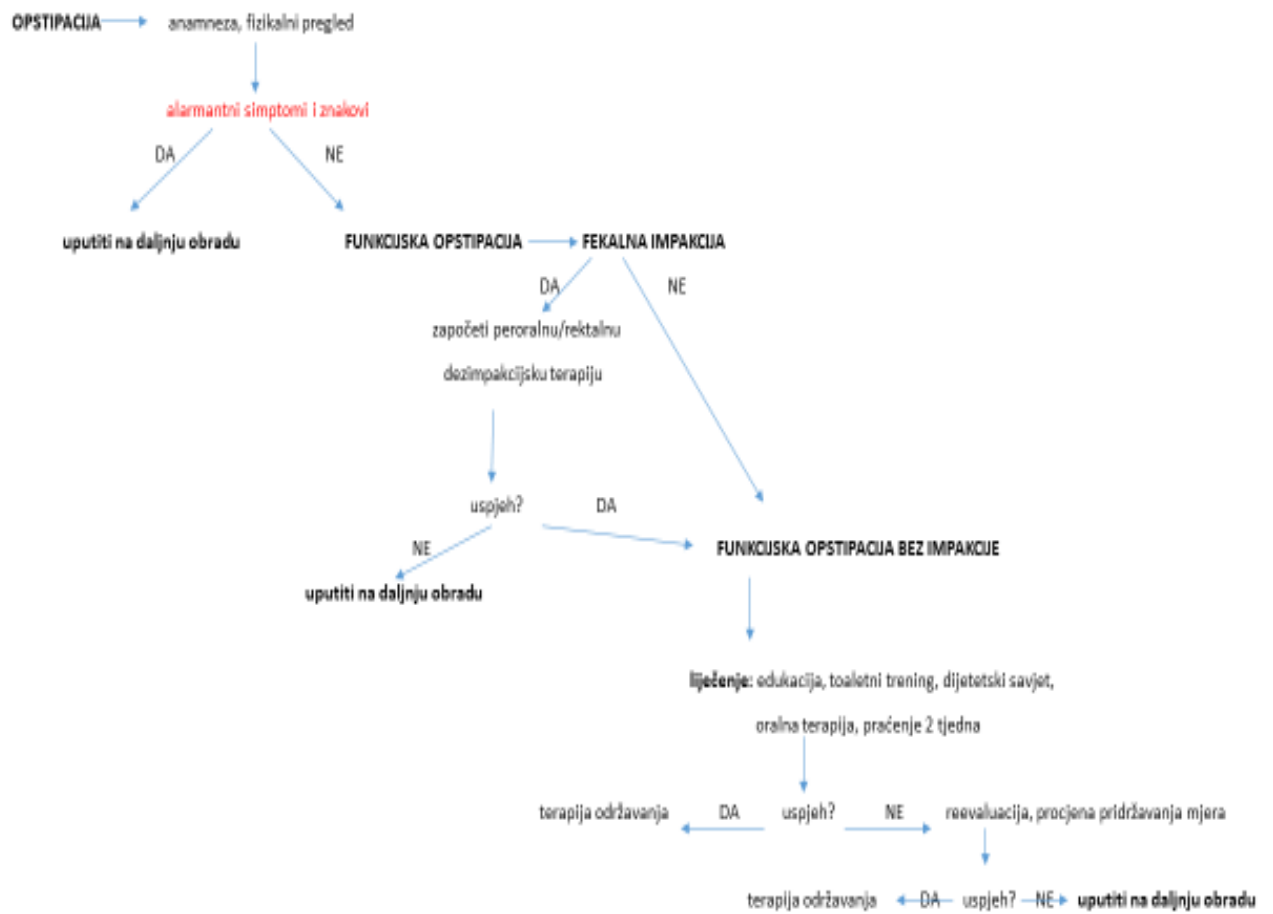 OPSTIPACIJA anamneza, fizikalni pregled
alarmantni simptomi i znakovi
DA NE
uputiti na daljnju obradu FUNKCIJSKA OPSTIPACIJA FEKALNA IMPAKCIJA
DA NE
započeti peroralnu/rektalnu
dezimpakcijsku terapiju
uspjeh? DA
NE FUNKCIJSKA OPSTIPACIJA BEZ IMPAKCIJE
uputiti na daljnju obradu
liječenje: edukacija, toaletni trening, dijetetski savjet,
oralna terapija, praćenje 2 tjedna
terapija održavanja DA uspjeh? NE reevaluacija, procjena pridržavanja mjera
terapija održavanja DA uspjeh? NE uputiti na daljnju obradu